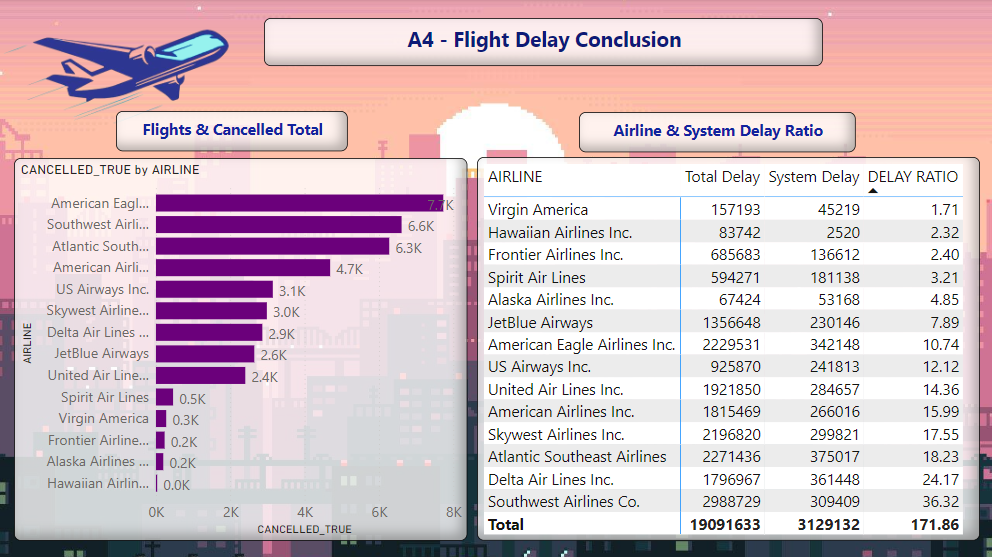 A4 - Flight Delay Conclusion
Flights & Cancelled Total
CANCELLED_TRUE by AIRLINE
AIRLINE
American Eagl... 7.7K
Southwest Airli... 6.6K
Atlantic South... 6.3K
American Airli... 4.7K
US Airways Inc. 3.1K
Skywest Airline... 3.0K
Delta Air Lines ... 2.9K
JetBlue Airways 2.6K
United Air Line... 2.4K
Spirit Air Lines 0.5K
Virgin America 0.3K
Frontier Airline... 0.2K
Alaska Airlines ... 0.2K
Hawaiian Airlin... 0.0K
0K 2K 4K 6K 8K
CANCELLED_TRUE
Airline & System Delay Ratio
AIRLINE Total Delay System Delay DELAY RATIO
Virgin America 157193 45219 1.71
Hawaiian Airlines Inc. 83742 2520 2.32
Frontier Airlines Inc. 685683 136612 2.40
Spirit Air Lines 594271 181138 3.21
Alaska Airlines Inc. 67424 53168 4.85
JetBlue Airways 1356648 230146 7.89
American Eagle Airlines Inc. 2229531 342148 10.74
US Airways Inc. 925870 241813 12.12
United Air Lines Inc. 1921850 284657 14.36
American Airlines Inc. 1815469 266016 15.99
Skywest Airlines Inc. 2196820 299821 17.55
Atlantic Southeast Airlines 2271436 375017 18.23
Delta Air Lines Inc. 1796967 361448 24.17
Southwest Airlines Co. 2988729 309409 36.32
Total 19091633 3129132 171.86